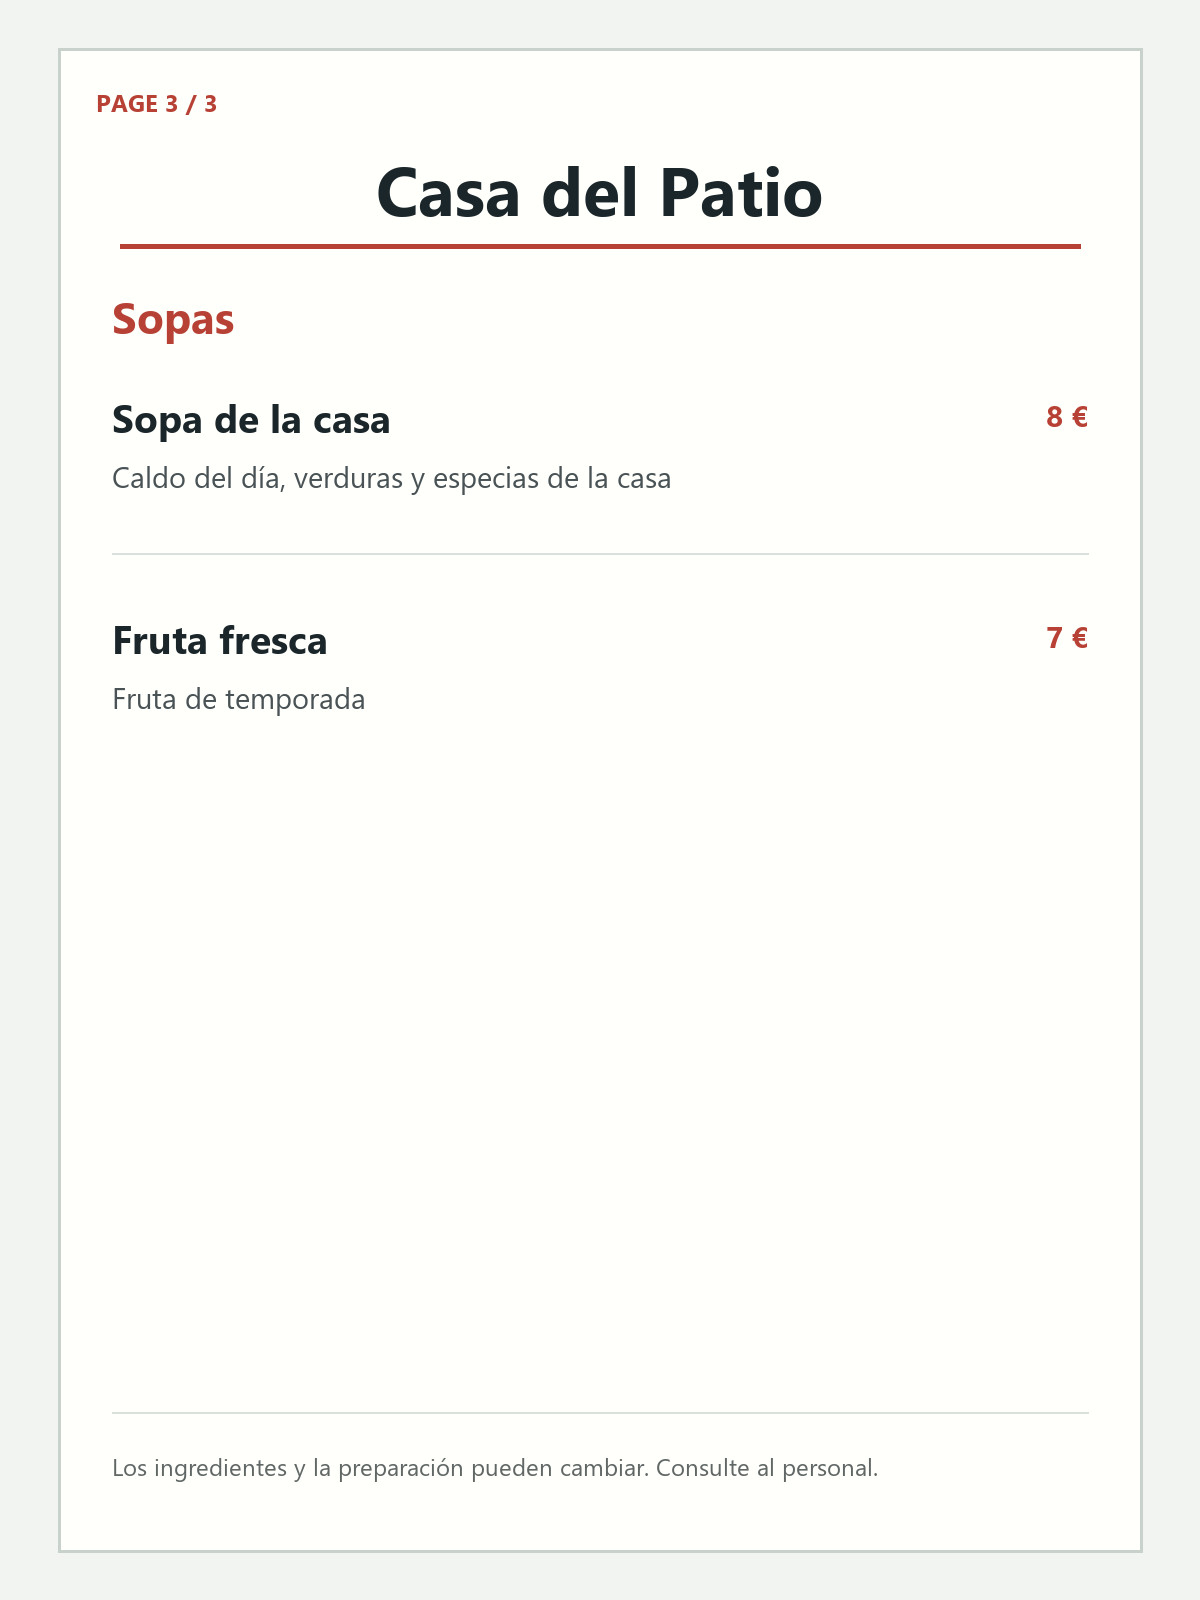 PAGE 3 / 3
Casa del Patio
Sopas
Sopa de la casa 8 €
Caldo del día, verduras y especias de la casa
Fruta fresca 7 €
Fruta de temporada
Los ingredientes y la preparación pueden cambiar. Consulte al personal.